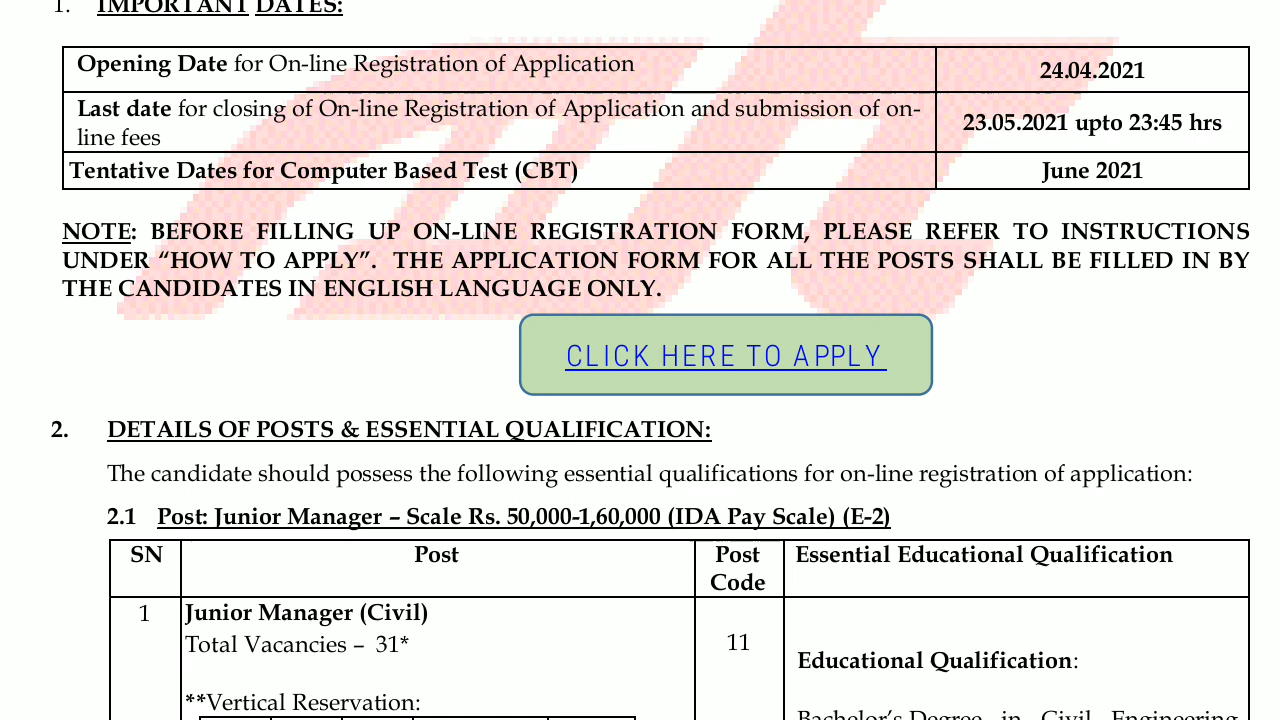 1. IMPORTANT DATES:
Opening Date for On-line Registration of Application
24.04.2021
Last date for closing of On-line Registration of Application and submission of on-
line fees
23.05.2021 upto 23:45 hrs
Tentative Dates for Computer Based Test (CBT)
June 2021
NOTE: BEFORE FILLING UP ON-LINE REGISTRATION FORM, PLEASE REFER TO INSTRUCTIONS
UNDER “HOW TO APPLY”. THE APPLICATION FORM FOR ALL THE POSTS SHALL BE FILLED IN BY
THE CANDIDATES IN ENGLISH LANGUAGE ONLY.
CLICK HERE TO APPLY
2. DETAILS OF POSTS & ESSENTIAL QUALIFICATION:
The candidate should possess the following essential qualifications for on-line registration of application:
2.1 Post: Junior Manager – Scale Rs. 50,000-1,60,000 (IDA Pay Scale) (E-2)
SN
Post
Post
Code
Essential Educational Qualification
1
Junior Manager (Civil)
Total Vacancies – 31*
11
Educational Qualification:
**Vertical Reservation:
Bachelor’s Degree in Civil Engineering